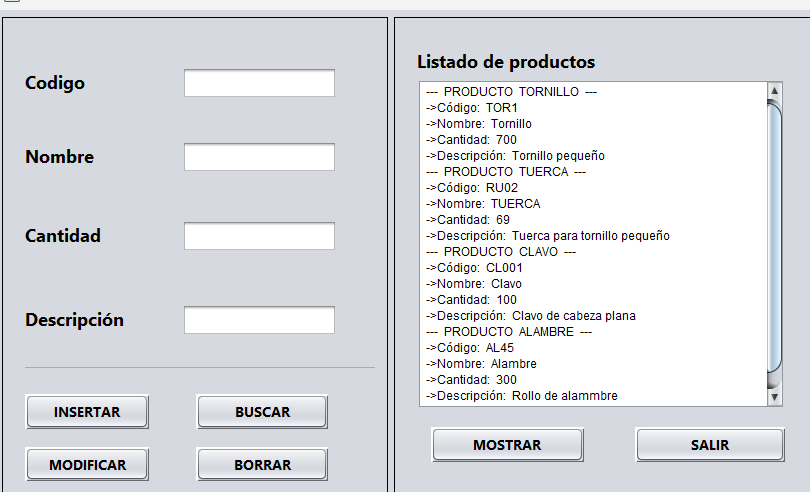 Codigo
Nombre
Cantidad
Descripción
INSERTAR
BUSCAR
MODIFICAR
BORRAR
Listado de productos
--- PRODUCTO TORNILLO ---
->Código: TOR1
->Nombre: Tornillo
->Cantidad: 700
->Descripción: Tornillo pequeño
--- PRODUCTO TUERCA ---
->Código: RU02
->Nombre: TUERCA
->Cantidad: 69
->Descripción: Tuerca para tornillo pequeño
--- PRODUCTO CLAVO ---
->Código: CL001
->Nombre: Clavo
->Cantidad: 100
->Descripción: Clavo de cabeza plana
--- PRODUCTO ALAMBRE ---
->Código: AL45
->Nombre: Alambre
->Cantidad: 300
->Descripción: Rollo de alammbre
MOSTRAR
SALIR